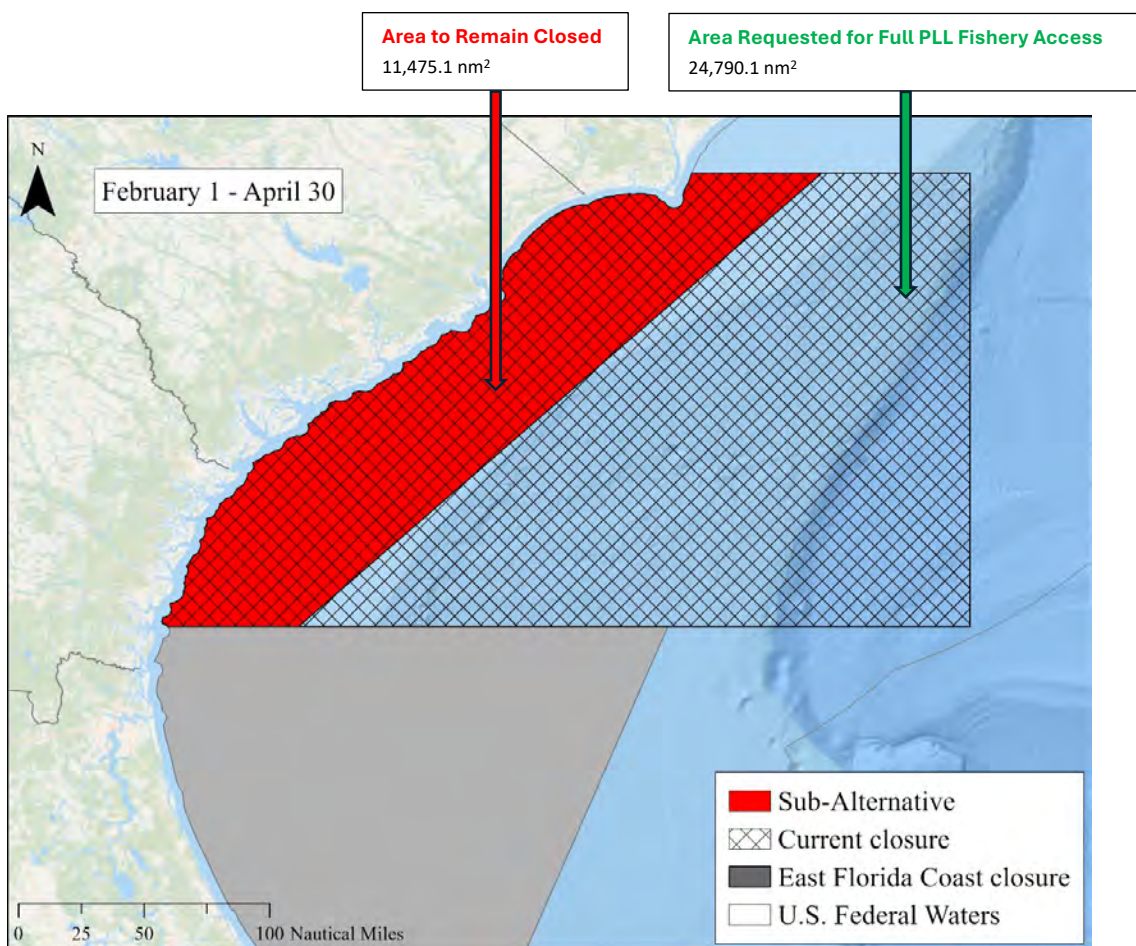 Area to Remain Closed
11,475.1 nm²
Area Requested for Full PLL Fishery Access
24,790.1 nm²
N
February 1 - April 30
Sub-Alternative
Current closure
East Florida Coast closure
U.S. Federal Waters
0 25 50 100 Nautical Miles